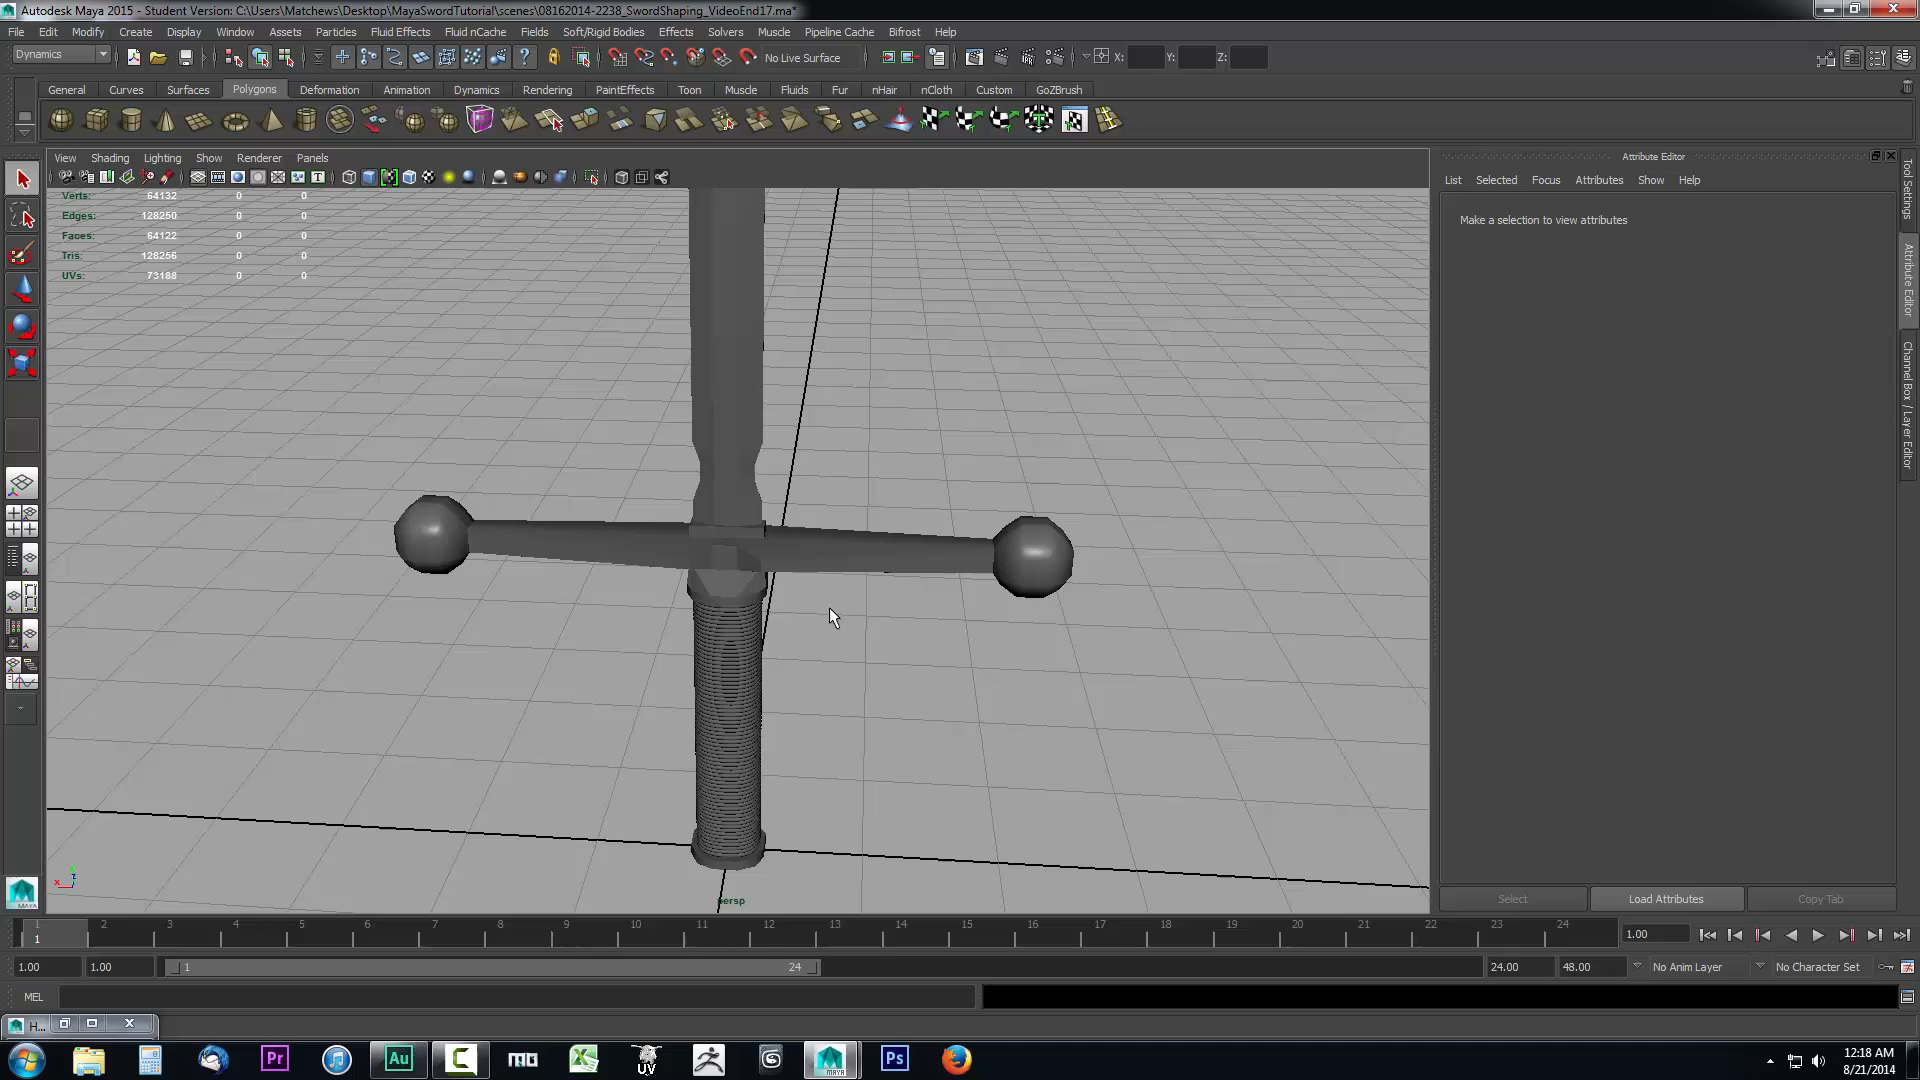 Autodesk Maya 2015 - Student Version: C:\Users\Matchews\Desktop\MayaSwordTutorial\scenes\08162014-2238_SwordShaping_VideoEnd17.ma*
File Edit Modify Create Display Window Assets Particles Fluid Effects Fluid nCache Fields Soft/Rigid Bodies Effects Solvers Muscle Pipeline Cache Bifrost Help
Dynamics No Live Surface X: Y: Z:
General Curves Surfaces Polygons Deformation Animation Dynamics Rendering PaintEffects Toon Muscle Fluids Fur nHair nCloth Custom GoZBrush
View Shading Lighting Show Renderer Panels
Attribute Editor
List Selected Focus Attributes Show Help
Make a selection to view attributes
Verts: 64132 0 0
Edges: 128250 0 0
Faces: 64122 0 0
Tris: 128256 0 0
UVs: 73188 0 0
Tool Settings
Attribute Editor
Channel Box / Layer Editor
persp
Select Load Attributes Copy Tab
1 2 3 4 5 6 7 8 9 10 11 12 13 14 15 16 17 18 19 20 21 22 23 24
1 1.00
1.00 1.00 1 24 24.00 48.00 No Anim Layer No Character Set
MEL
H...
Pr Au C UV MAYA Ps
12:18 AM
8/21/2014